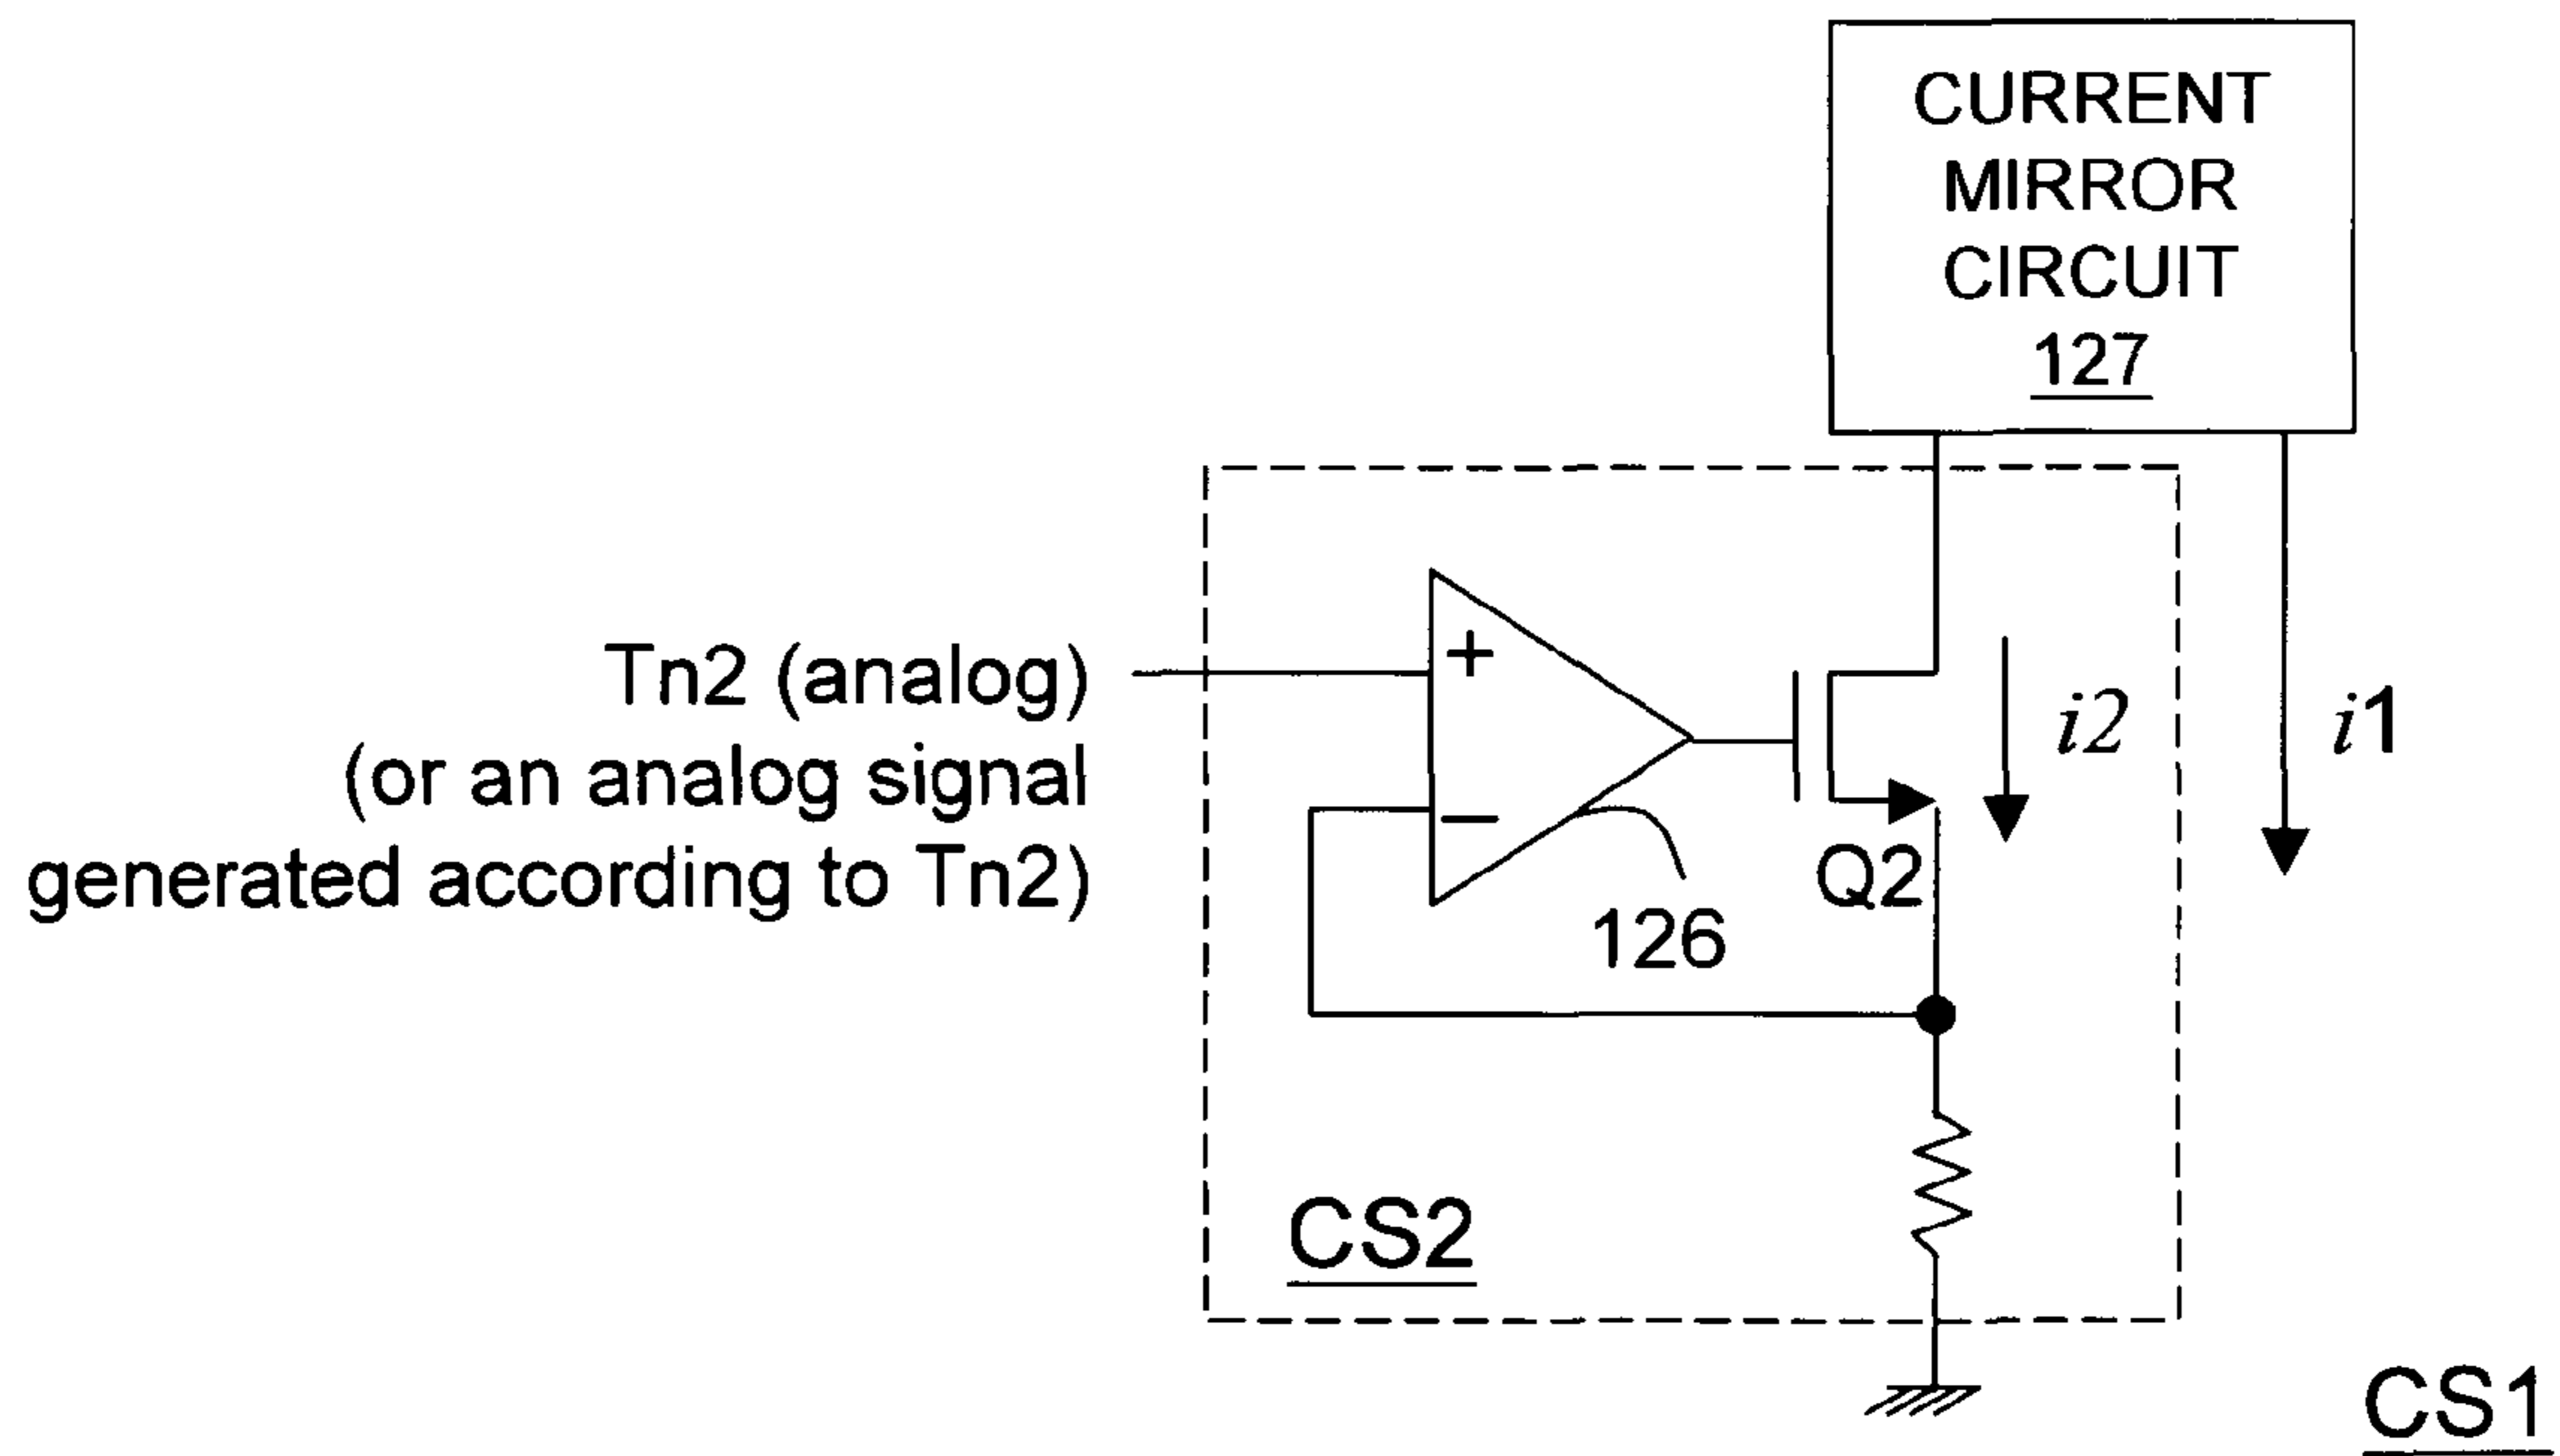 CURRENT
MIRROR
CIRCUIT
127
Tn2 (analog)
(or an analog signal
generated according to Tn2)
+
−
i2
i1
Q2
126
CS2
CS1